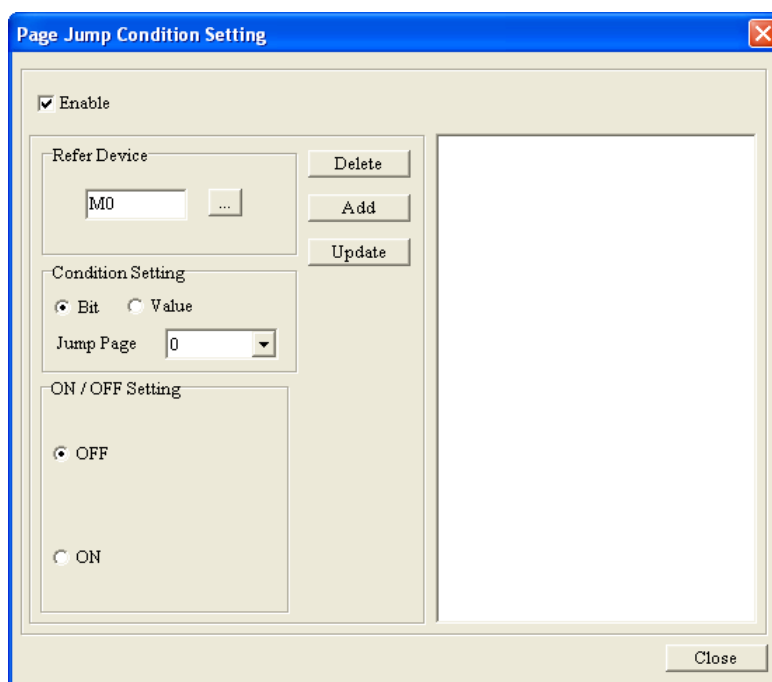 Page Jump Condition Setting
Enable
Refer Device
M0
...
Delete
Add
Update
Condition Setting
Bit
Value
Jump Page
0
ON / OFF Setting
OFF
ON
Close